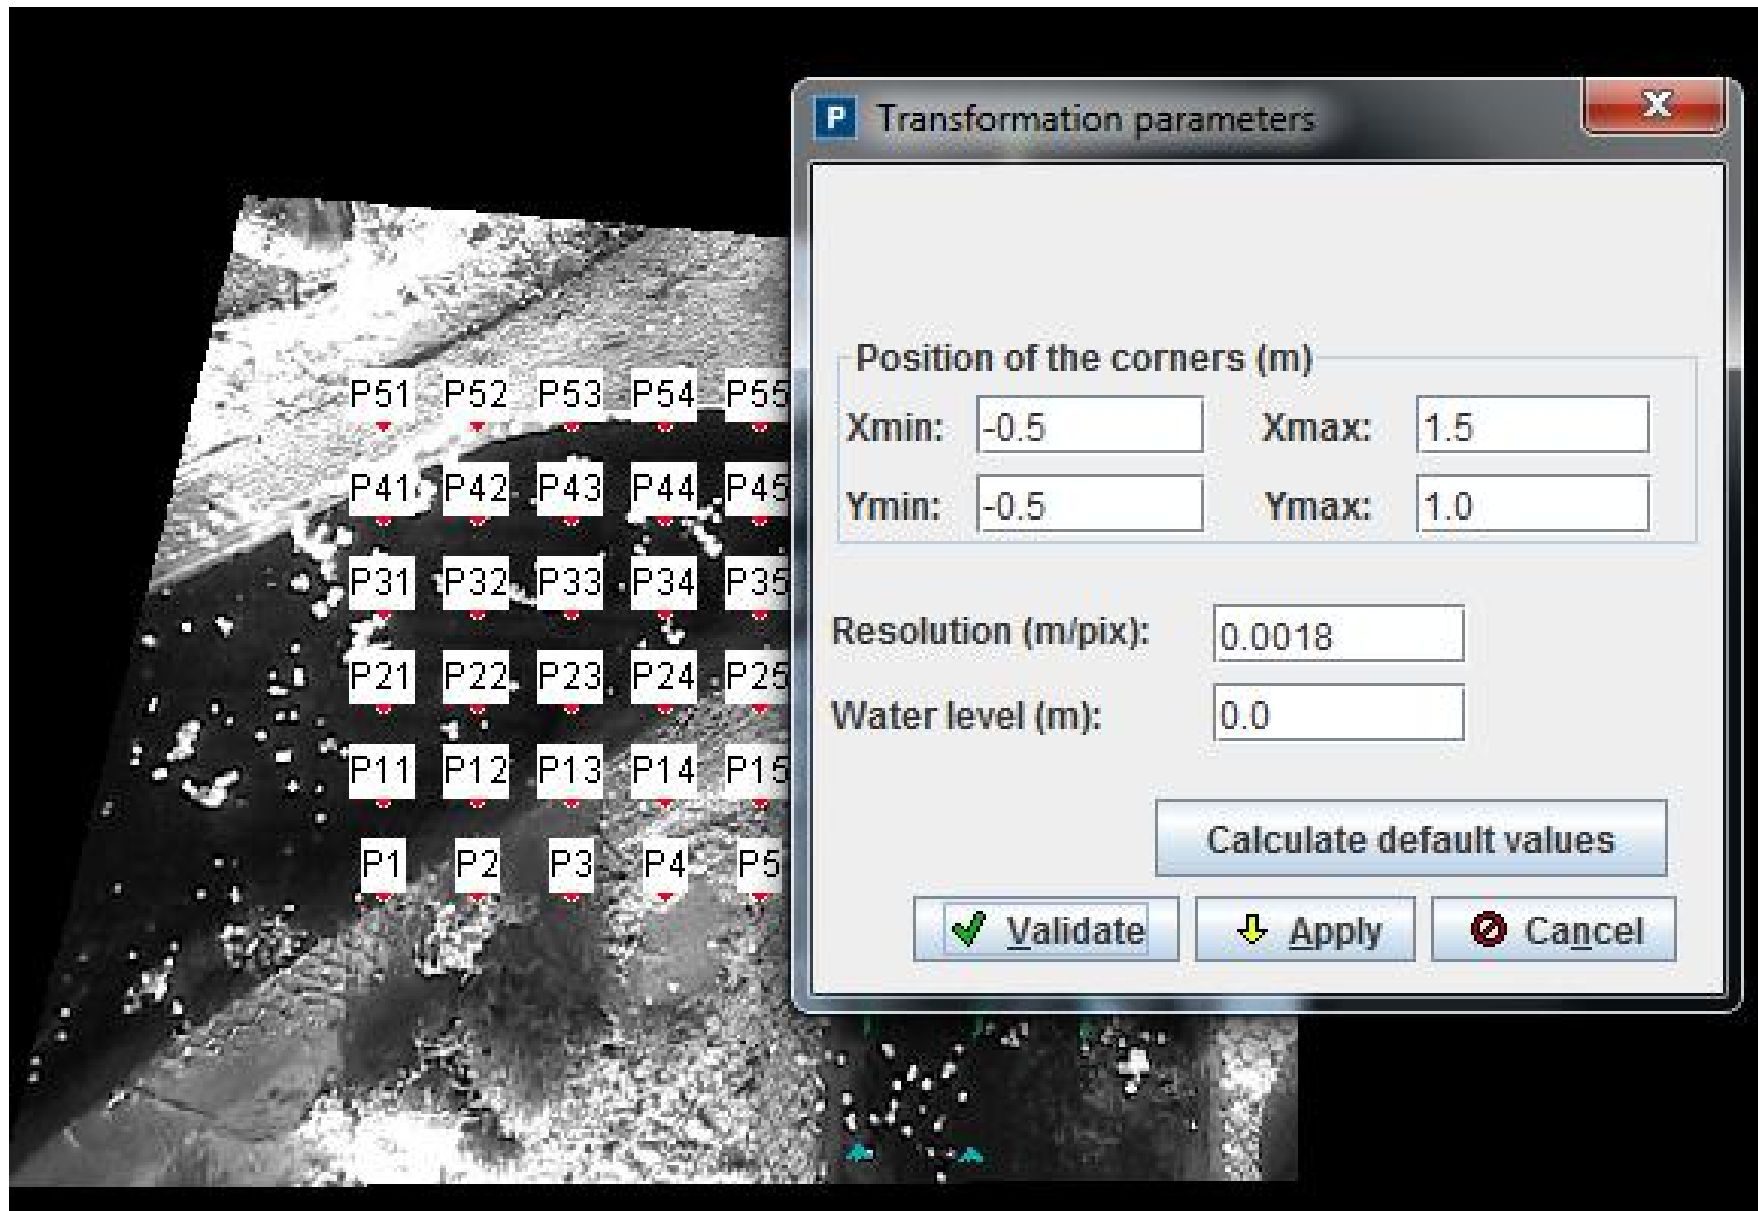 P Transformation parameters
Position of the corners (m)
Xmin: -0.5 Xmax: 1.5
Ymin: -0.5 Ymax: 1.0
Resolution (m/pix): 0.0018
Water level (m): 0.0
Calculate default values
Validate Apply Cancel
P51 P52 P53 P54 P55
P41 P42 P43 P44 P45
P31 P32 P33 P34 P35
P21 P22 P23 P24 P25
P11 P12 P13 P14 P15
P1 P2 P3 P4 P5